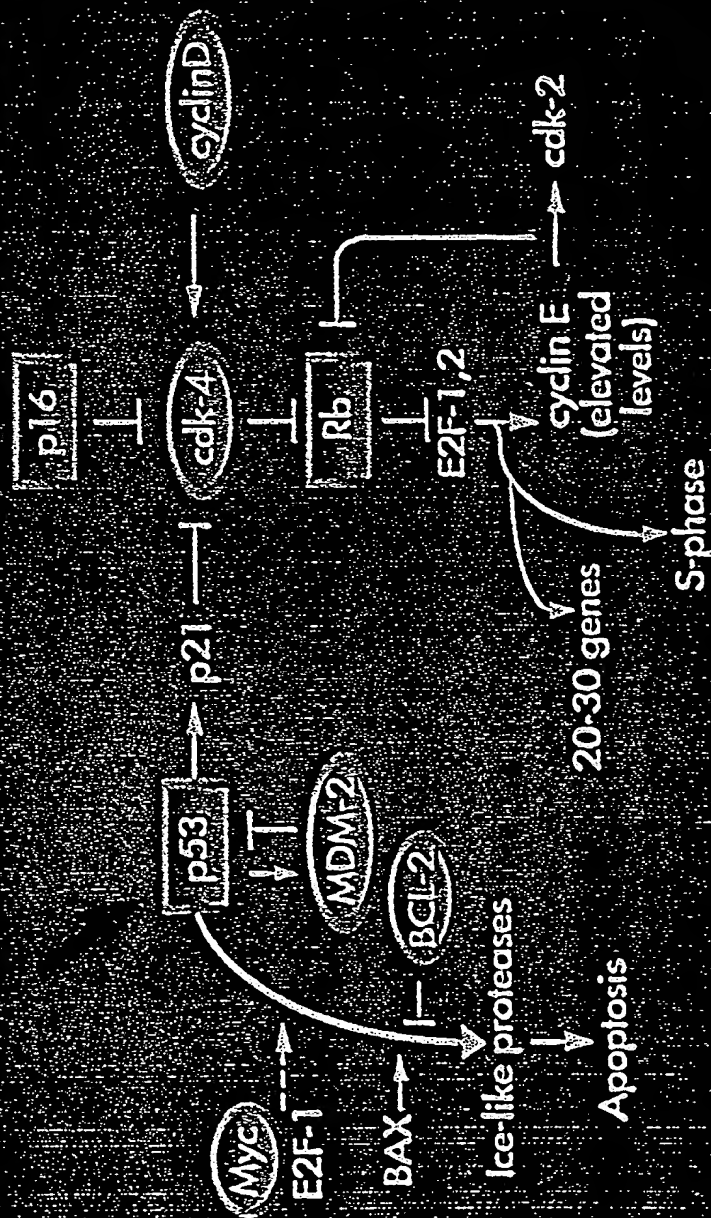 p16
cyclinD
cdk-4
p21
p53
Rb
MDM-2
Myc
E2F-1
BCL-2
BAX
E2F-1,2
cyclin E
(elevated
levels)
cdk-2
Ice-like proteases
20-30 genes
Apoptosis
S-phase